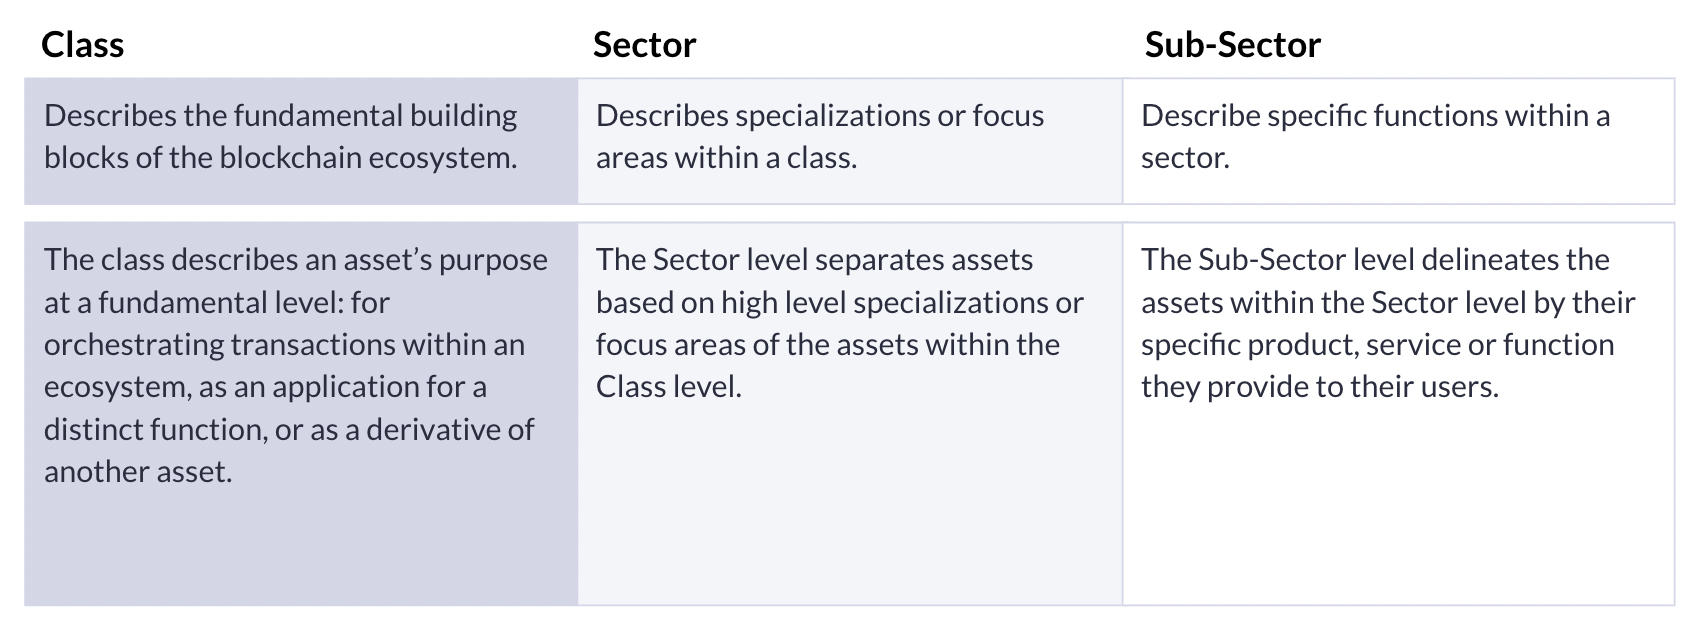 Class
Sector
Sub-Sector
Describes the fundamental building
blocks of the blockchain ecosystem.
Describes specializations or focus
areas within a class.
Describe specific functions within a
sector.
The class describes an asset’s purpose
at a fundamental level: for
orchestrating transactions within an
ecosystem, as an application for a
distinct function, or as a derivative of
another asset.
The Sector level separates assets
based on high level specializations or
focus areas of the assets within the
Class level.
The Sub-Sector level delineates the
assets within the Sector level by their
specific product, service or function
they provide to their users.